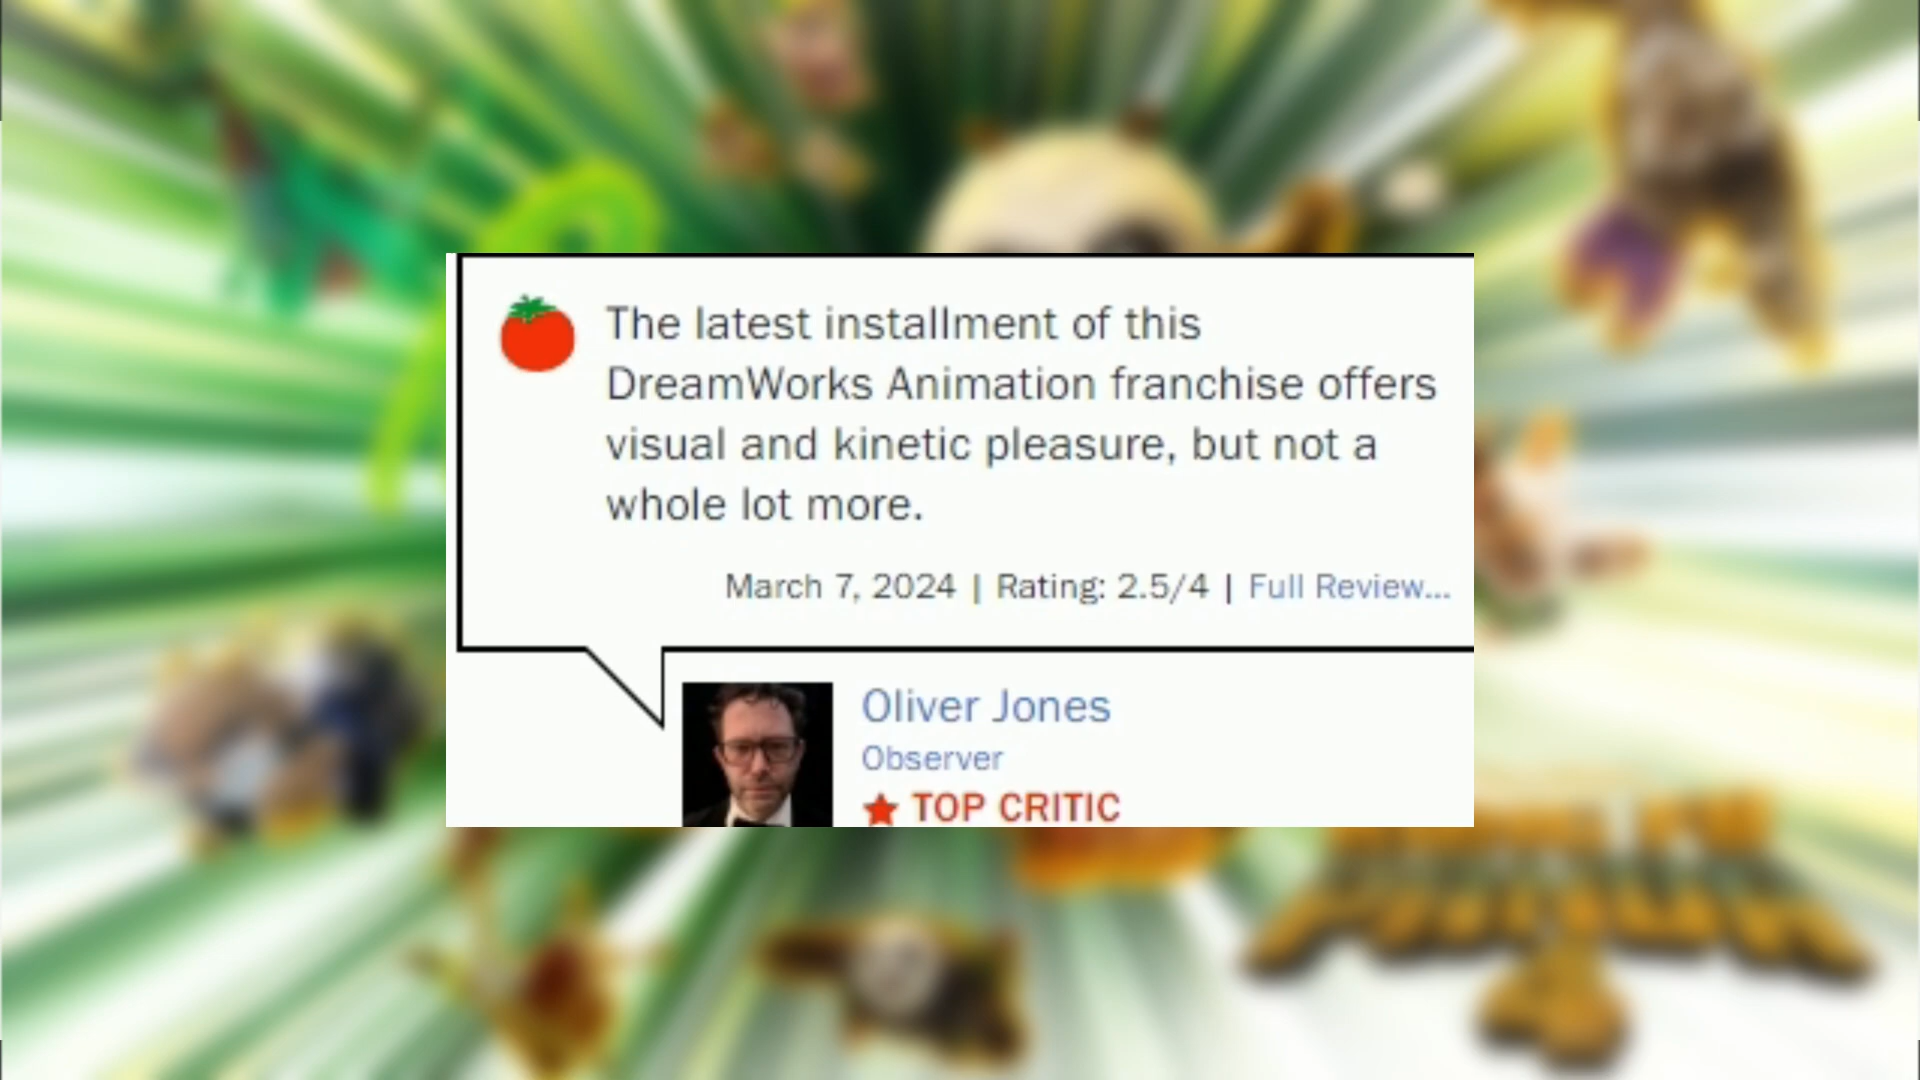 The latest installment of this
DreamWorks Animation franchise offers
visual and kinetic pleasure, but not a
whole lot more.
March 7, 2024 | Rating: 2.5/4 | Full Review...
Oliver Jones
Observer
TOP CRITIC